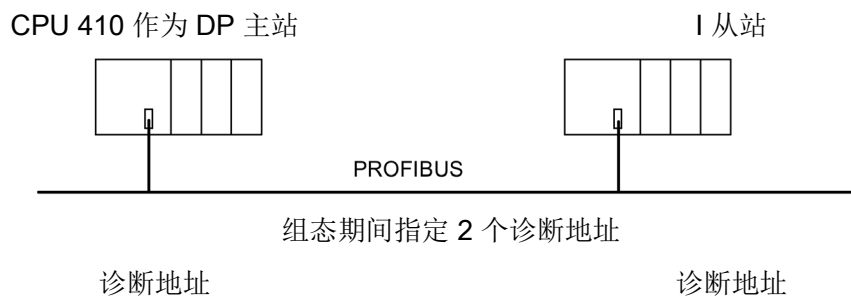 CPU 410 作为 DP 主站
I 从站
PROFIBUS
组态期间指定 2 个诊断地址
诊断地址
诊断地址